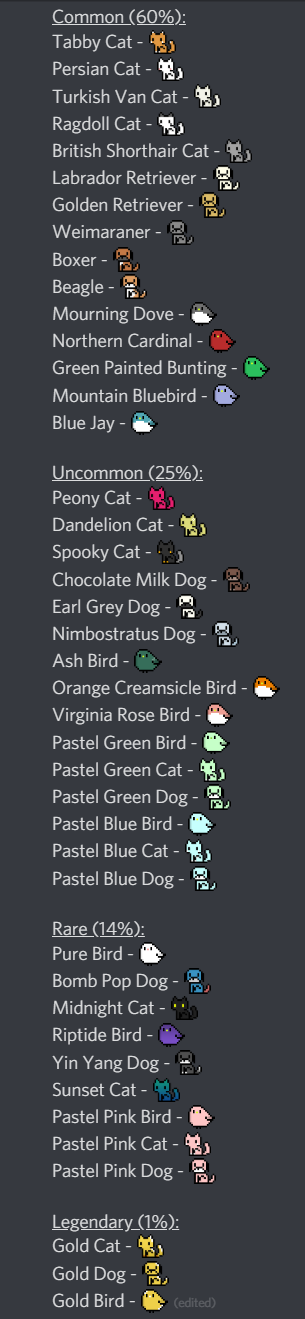 Common (60%):
Tabby Cat -
Persian Cat -
Turkish Van Cat -
Ragdoll Cat -
British Shorthair Cat -
Labrador Retriever -
Golden Retriever -
Weimaraner -
Boxer -
Beagle -
Mourning Dove -
Northern Cardinal -
Green Painted Bunting -
Mountain Bluebird -
Blue Jay -
Uncommon (25%):
Peony Cat -
Dandelion Cat -
Spooky Cat -
Chocolate Milk Dog -
Earl Grey Dog -
Nimbostratus Dog -
Ash Bird -
Orange Creamsicle Bird -
Virginia Rose Bird -
Pastel Green Bird -
Pastel Green Cat -
Pastel Green Dog -
Pastel Blue Bird -
Pastel Blue Cat -
Pastel Blue Dog -
Rare (14%):
Pure Bird -
Bomb Pop Dog -
Midnight Cat -
Riptide Bird -
Yin Yang Dog -
Sunset Cat -
Pastel Pink Bird -
Pastel Pink Cat -
Pastel Pink Dog -
Legendary (1%):
Gold Cat -
Gold Dog -
Gold Bird - (edited)